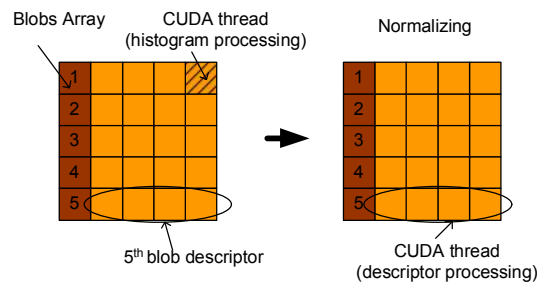 Blobs Array
CUDA thread
(histogram processing)
Normalizing
1
2
3
4
5
1
2
3
4
5
5th blob descriptor
CUDA thread
(descriptor processing)